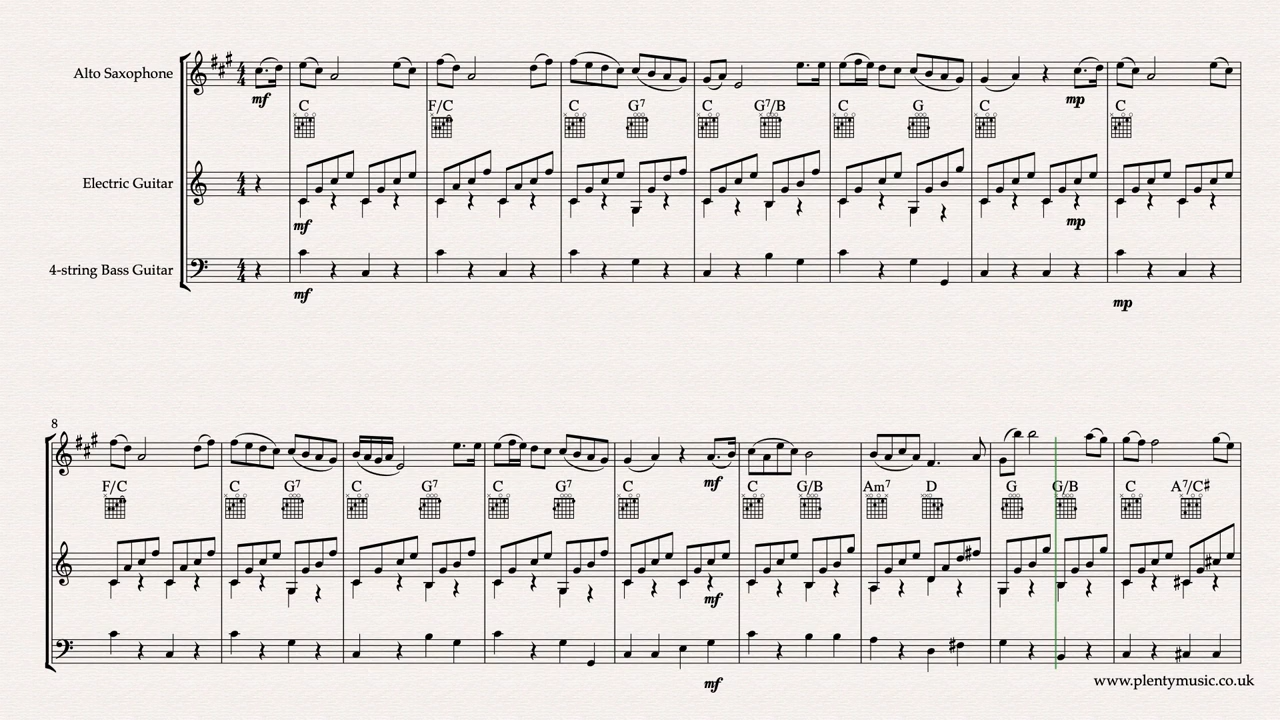 Alto Saxophone
mf
mp
C F/C C G7 C G7/B C G C C
Electric Guitar
mf
mp
4-string Bass Guitar
mf
mp
8
mf
F/C C G7 C G7 C G7 C C G/B Am7 D G G/B C A7/C#
mf
mf
www.plentymusic.co.uk